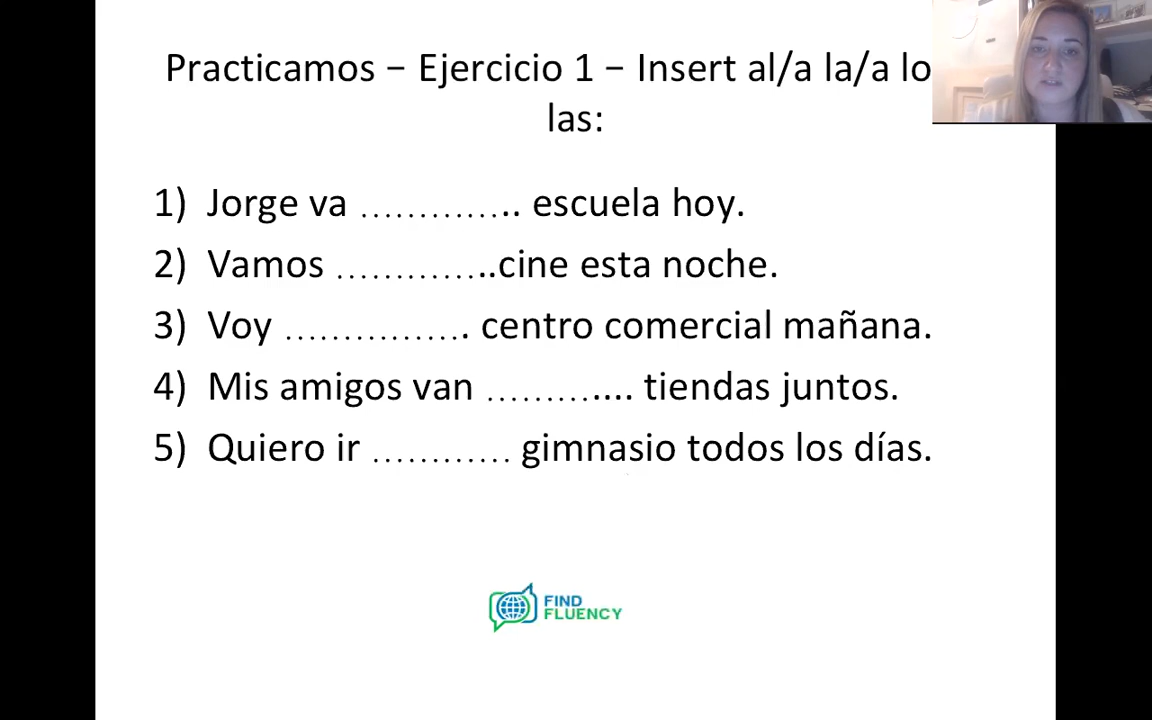 Practicamos – Ejercicio 1 – Insert al/a la/a lo
las:
1) Jorge va ………….. escuela hoy.
2) Vamos …………..cine esta noche.
3) Voy ……………. centro comercial mañana.
4) Mis amigos van ……….... tiendas juntos.
5) Quiero ir ………… gimnasio todos los días.
FIND
FLUENCY